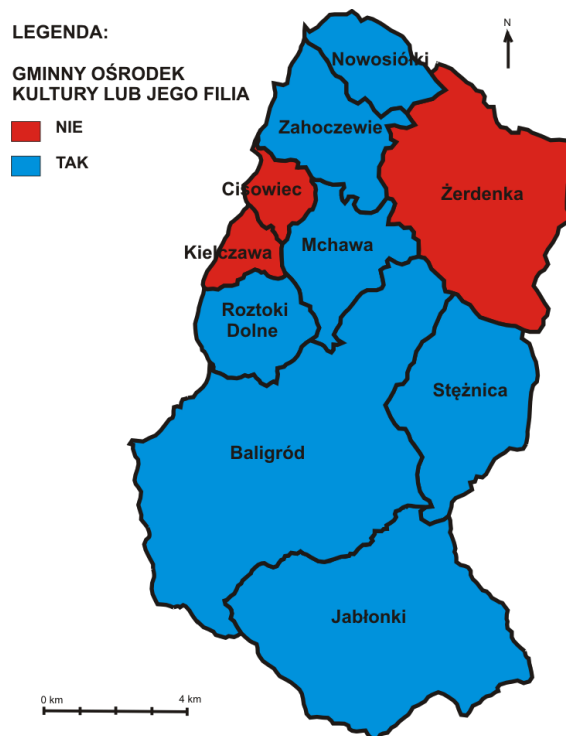 LEGENDA:
GMINNY OŚRODEK
KULTURY LUB JEGO FILIA
NIE
TAK
N
Nowosiółki
Zahoczewie
Cisowiec
Żerdenka
Kielczawa
Mchawa
Roztoki
Dolne
Stężnica
Baligród
Jabłonki
0 km
4 km